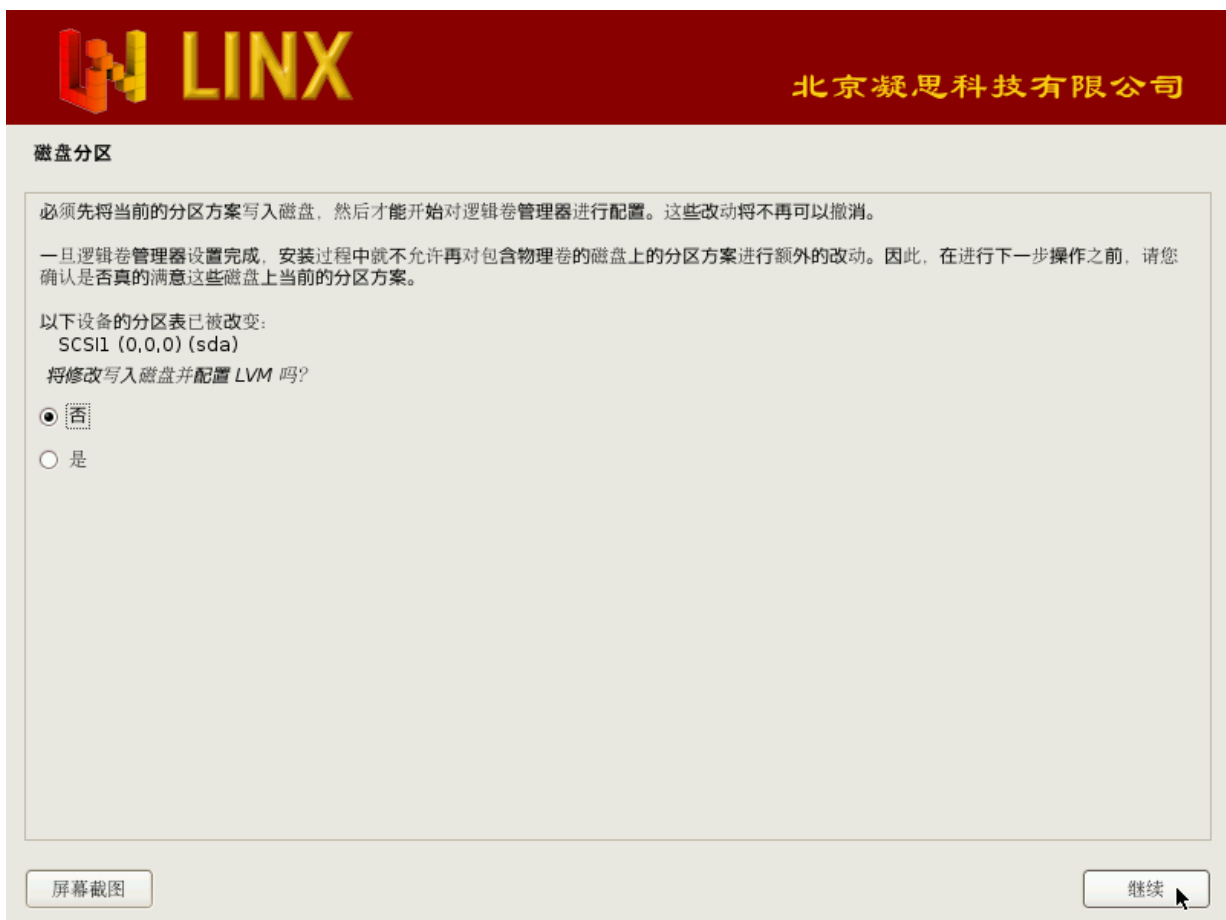 LINX
北京凝思科技有限公司
磁盘分区
必须先将当前的分区方案写入磁盘，然后才能开始对逻辑卷管理器进行配置。这些改动将不再可以撤消。
一旦逻辑卷管理器设置完成，安装过程中就不允许再对包含物理卷的磁盘上的分区方案进行额外的改动。因此，在进行下一步操作之前，请您
确认是否真的满意这些磁盘上当前的分区方案。
以下设备的分区表已被改变：
SCSI1 (0,0,0) (sda)
将修改写入磁盘并配置 LVM 吗？
否
是
屏幕截图
继续